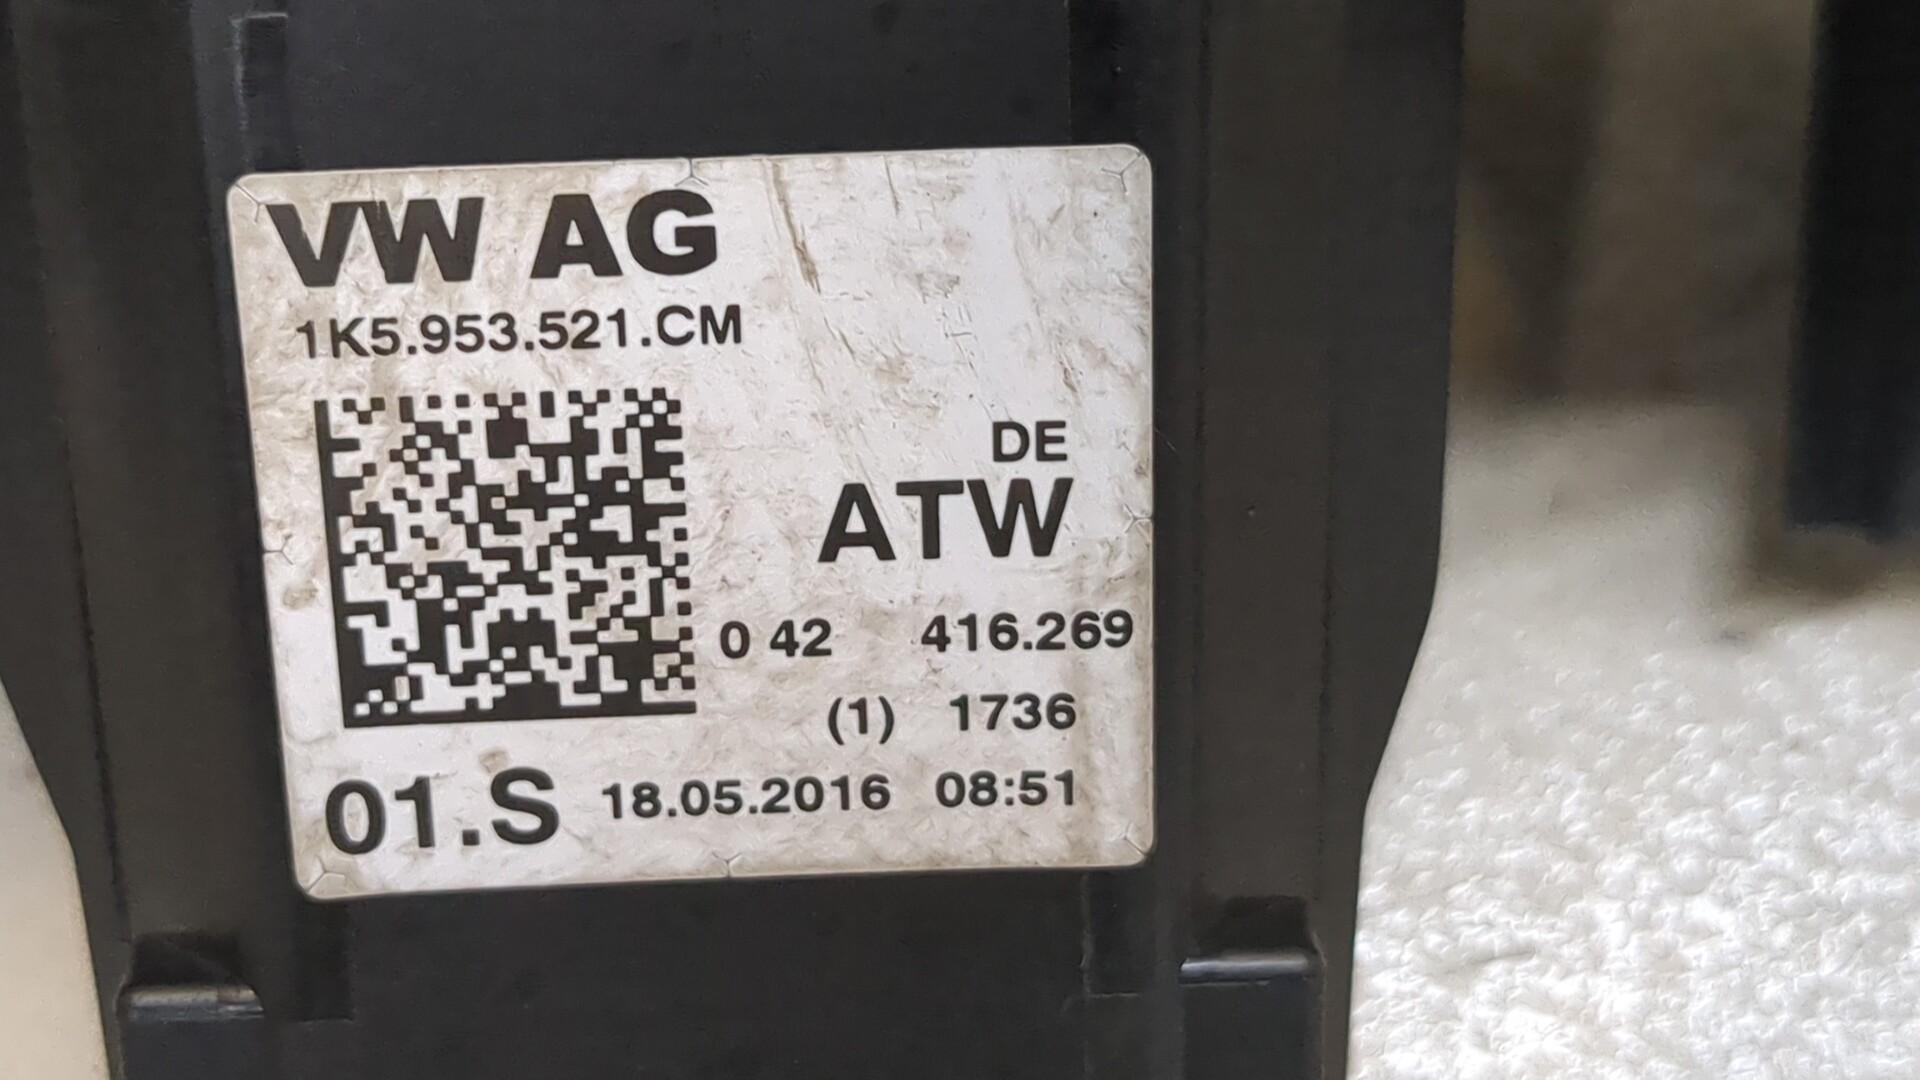 VW AG
1K5.953.521.CM
DE
ATW
0 42 416.269
(1) 1736
01.S 18.05.2016 08:51